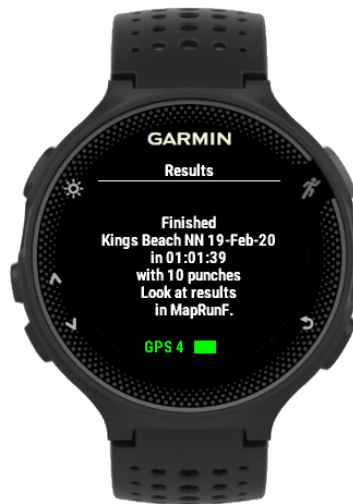 GARMIN
Results
Finished
Kings Beach NN 19-Feb-20
in 01:01:39
with 10 punches
Look at results
in MapRunF.
GPS 4